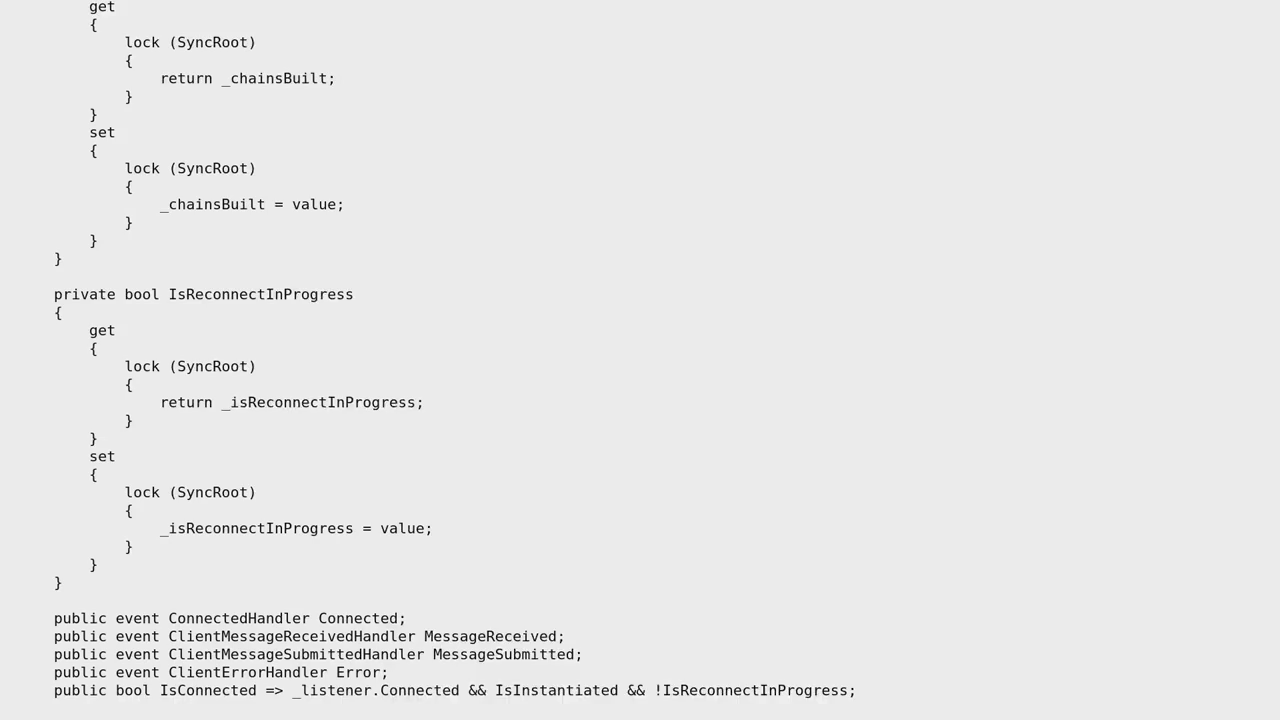 get
{
lock (SyncRoot)
{
return _chainsBuilt;
}
}
set
{
lock (SyncRoot)
{
_chainsBuilt = value;
}
}
}
private bool IsReconnectInProgress
{
get
{
lock (SyncRoot)
{
return _isReconnectInProgress;
}
}
set
{
lock (SyncRoot)
{
_isReconnectInProgress = value;
}
}
}
public event ConnectedHandler Connected;
public event ClientMessageReceivedHandler MessageReceived;
public event ClientMessageSubmittedHandler MessageSubmitted;
public event ClientErrorHandler Error;
public bool IsConnected => _listener.Connected && IsInstantiated && !IsReconnectInProgress;